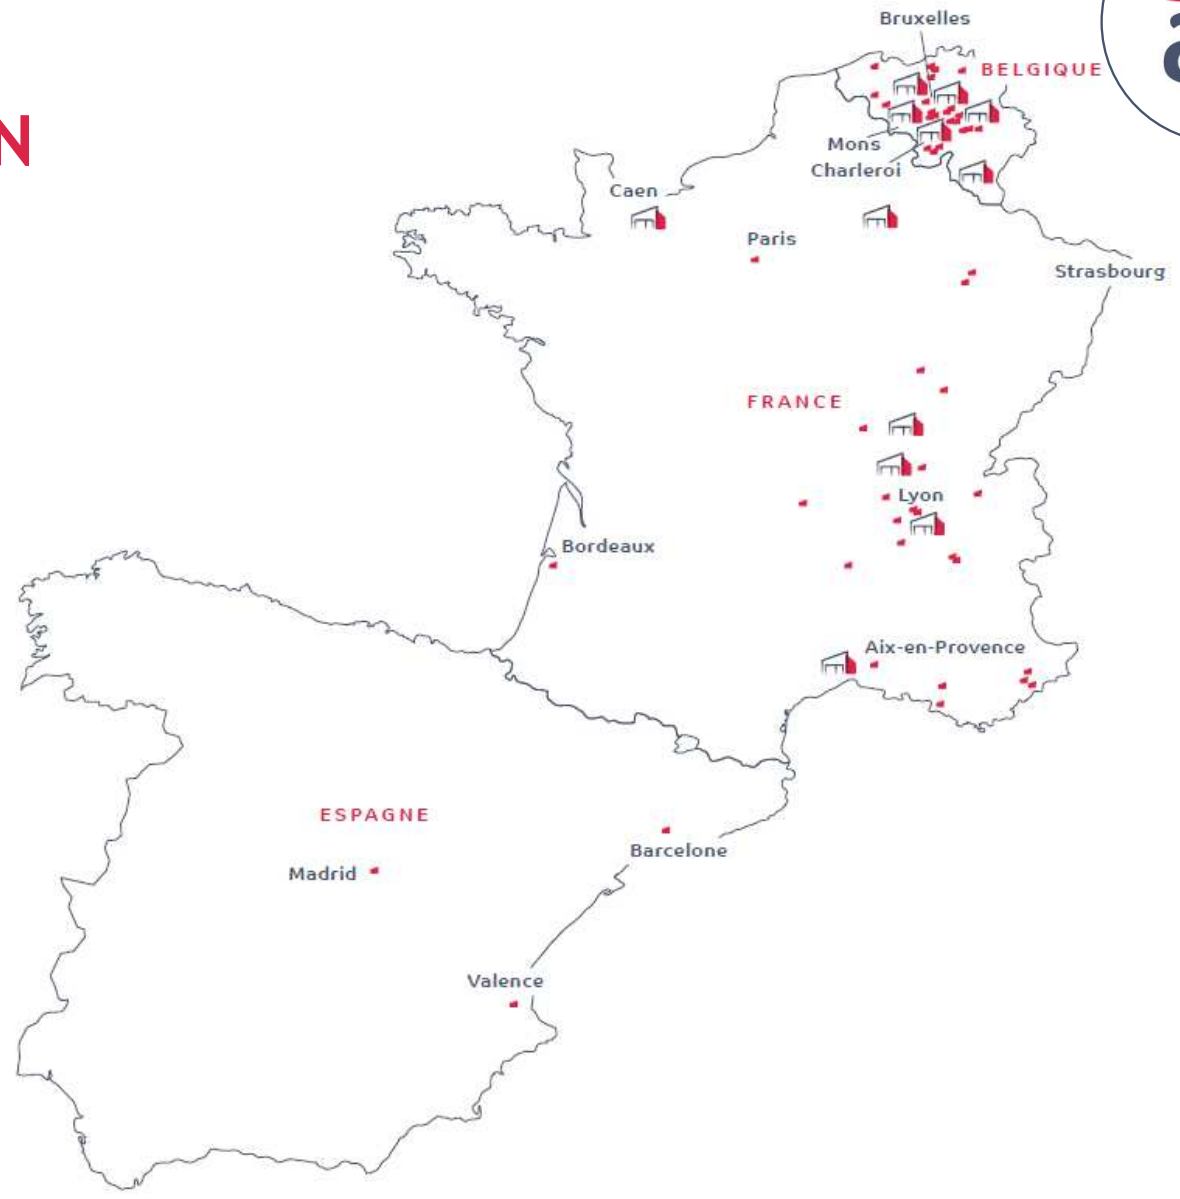 Bruxelles
BELGIQUE
N
Mons
Charleroi
Caen
Paris
Strasbourg
FRANCE
Lyon
Bordeaux
Aix-en-Provence
ESPAGNE
Barcelone
Madrid
Valence